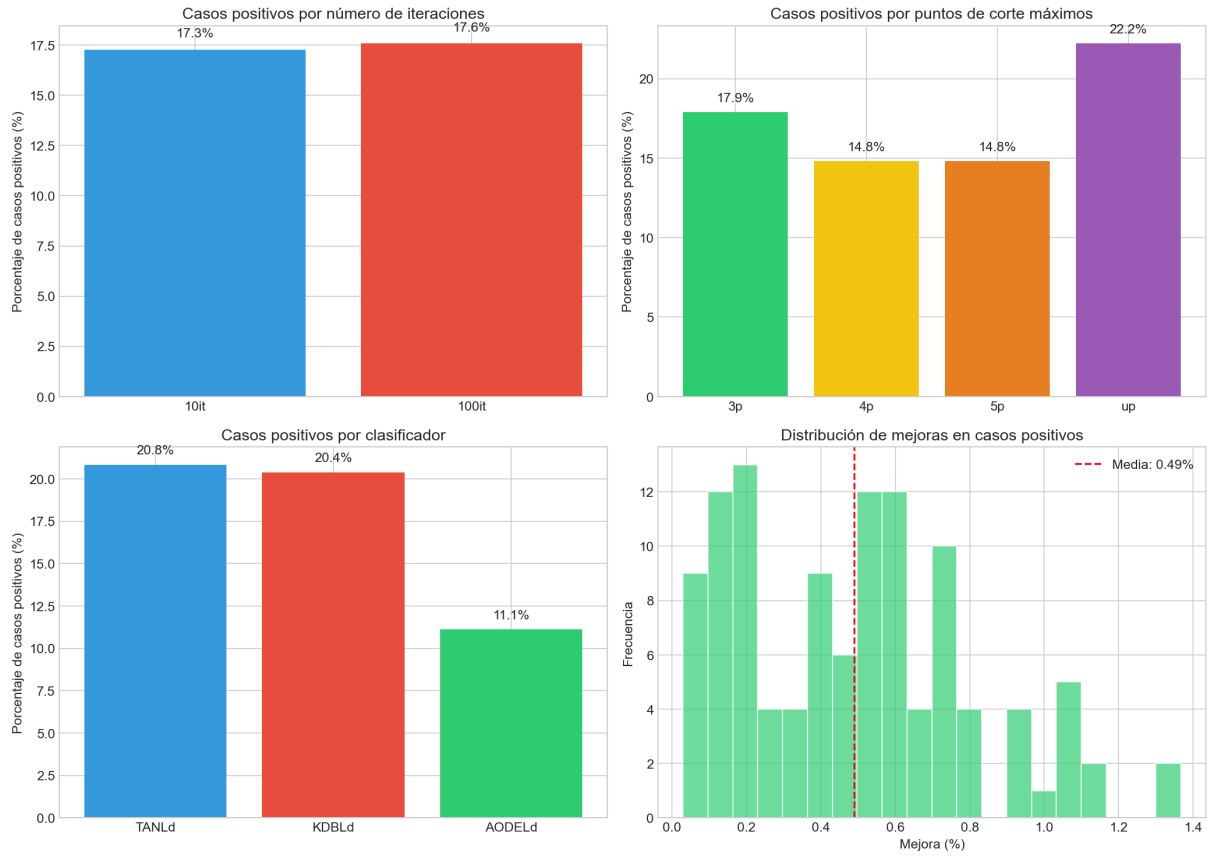 Casos positivos por número de iteraciones
17.3%
17.6%
Porcentaje de casos positivos (%)
17.5
15.0
12.5
10.0
7.5
5.0
2.5
0.0
10it
100it
Casos positivos por puntos de corte máximos
17.9%
14.8%
14.8%
22.2%
Porcentaje de casos positivos (%)
20
15
10
5
0
3p
4p
5p
up
Casos positivos por clasificador
20.8%
20.4%
11.1%
Porcentaje de casos positivos (%)
20.0
17.5
15.0
12.5
10.0
7.5
5.0
2.5
0.0
TANLd
KDBLd
AODELd
Distribución de mejoras en casos positivos
Media: 0.49%
Frecuencia
12
10
8
6
4
2
0
0.0
0.2
0.4
0.6
0.8
1.0
1.2
1.4
Mejora (%)